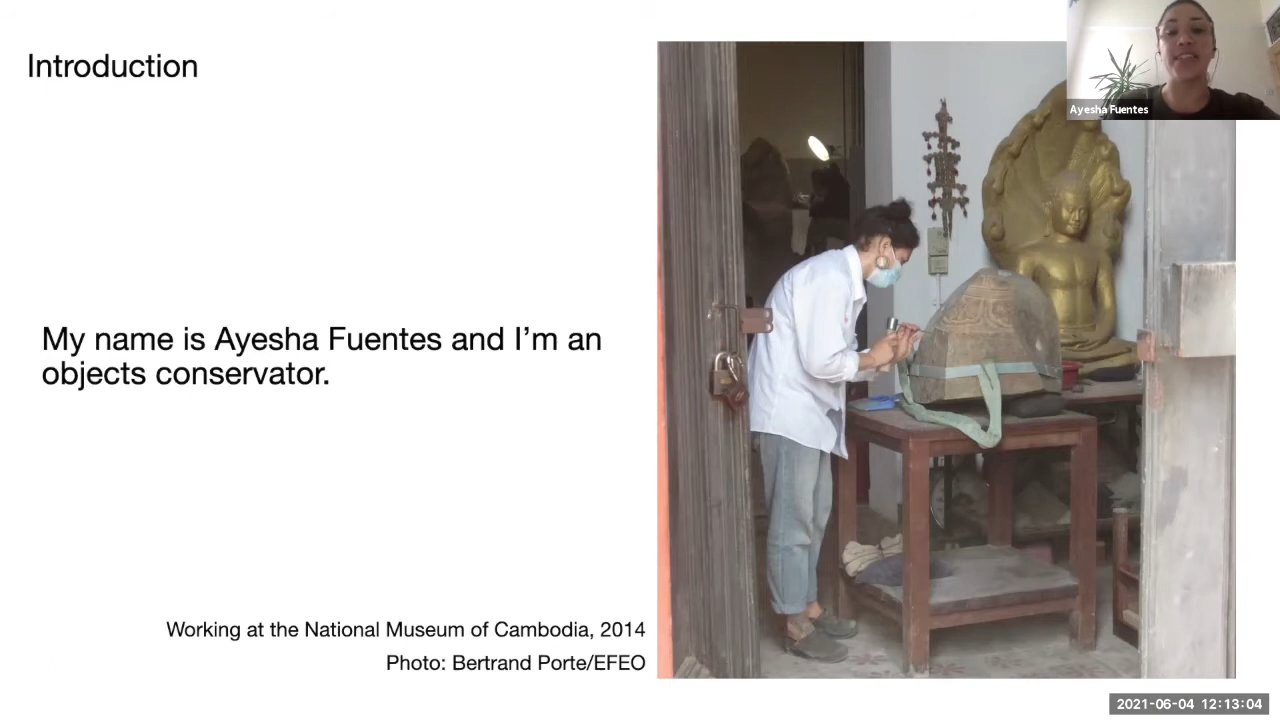 Introduction
Ayesha Fuentes
My name is Ayesha Fuentes and I’m an
objects conservator.
Working at the National Museum of Cambodia, 2014
Photo: Bertrand Porte/EFEO
2021-06-04 12:13:04